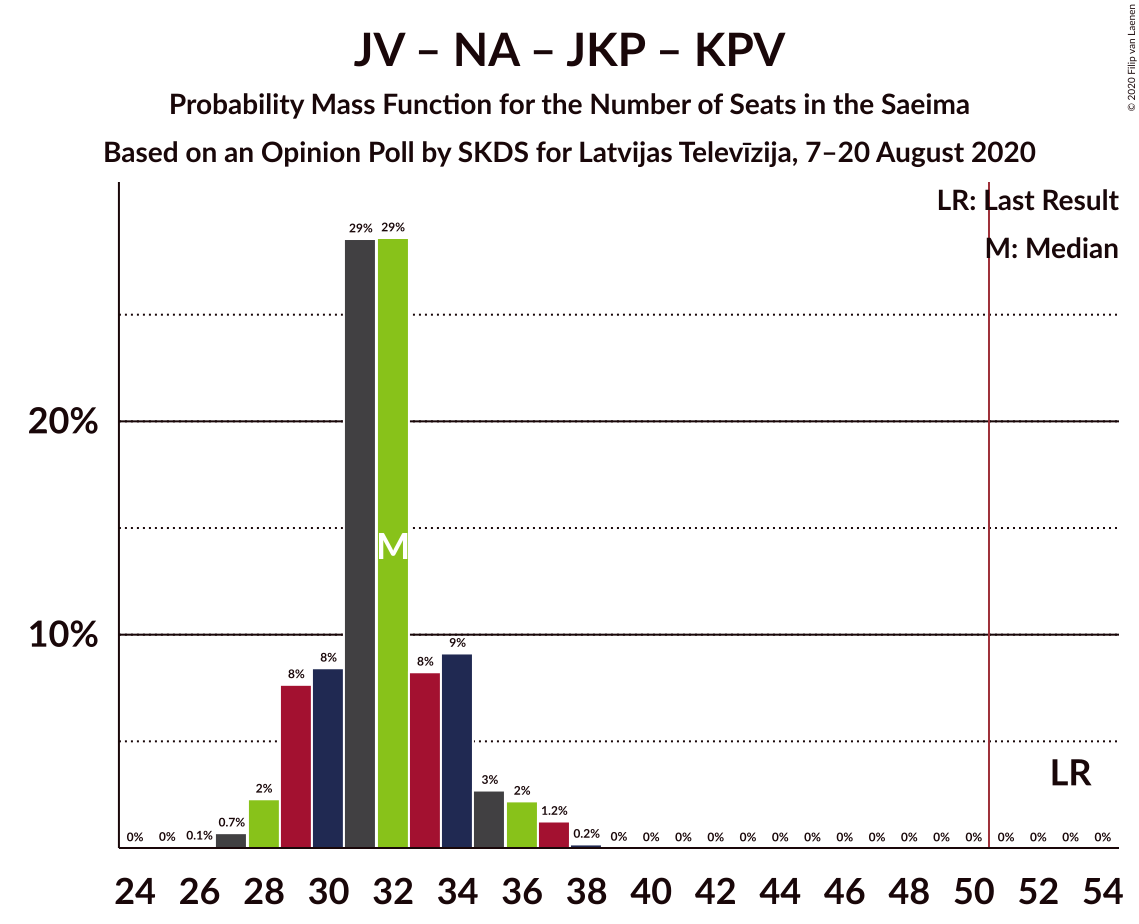 JV – NA – JKP – KPV
Probability Mass Function for the Number of Seats in the Saeima
Based on an Opinion Poll by SKDS for Latvijas Televīzija, 7–20 August 2020
© 2020 Filip van Laenen
LR: Last Result
M: Median
20%
10%
0% 0% 0.1% 0.7% 2% 8% 8% 29% 29% 8% 9% 3% 2% 1.2% 0.2% 0% 0% 0% 0% 0% 0% 0% 0% 0% 0% 0% 0% 0% 0% 0% 0%
M
LR
24 26 28 30 32 34 36 38 40 42 44 46 48 50 52 54